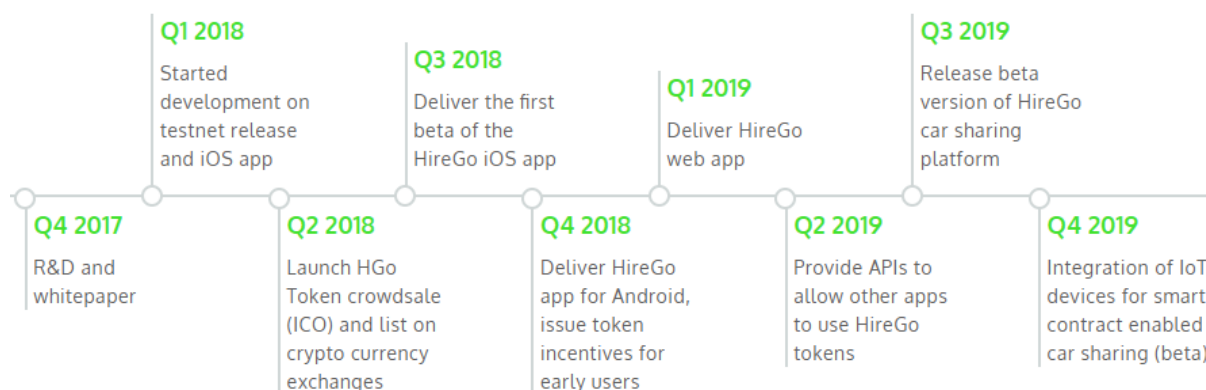 Q1 2018
Started
development on
testnet release
and iOS app
Q3 2018
Deliver the first
beta of the
HireGo iOS app
Q1 2019
Deliver HireGo
web app
Q3 2019
Release beta
version of HireGo
car sharing
platform
Q4 2017
R&D and
whitepaper
Q2 2018
Launch HGo
Token crowdsale
(ICO) and list on
crypto currency
exchanges
Q4 2018
Deliver HireGo
app for Android,
issue token
incentives for
early users
Q2 2019
Provide APIs to
allow other apps
to use HireGo
tokens
Q4 2019
Integration of IoT
devices for smart
contract enabled
car sharing (beta)